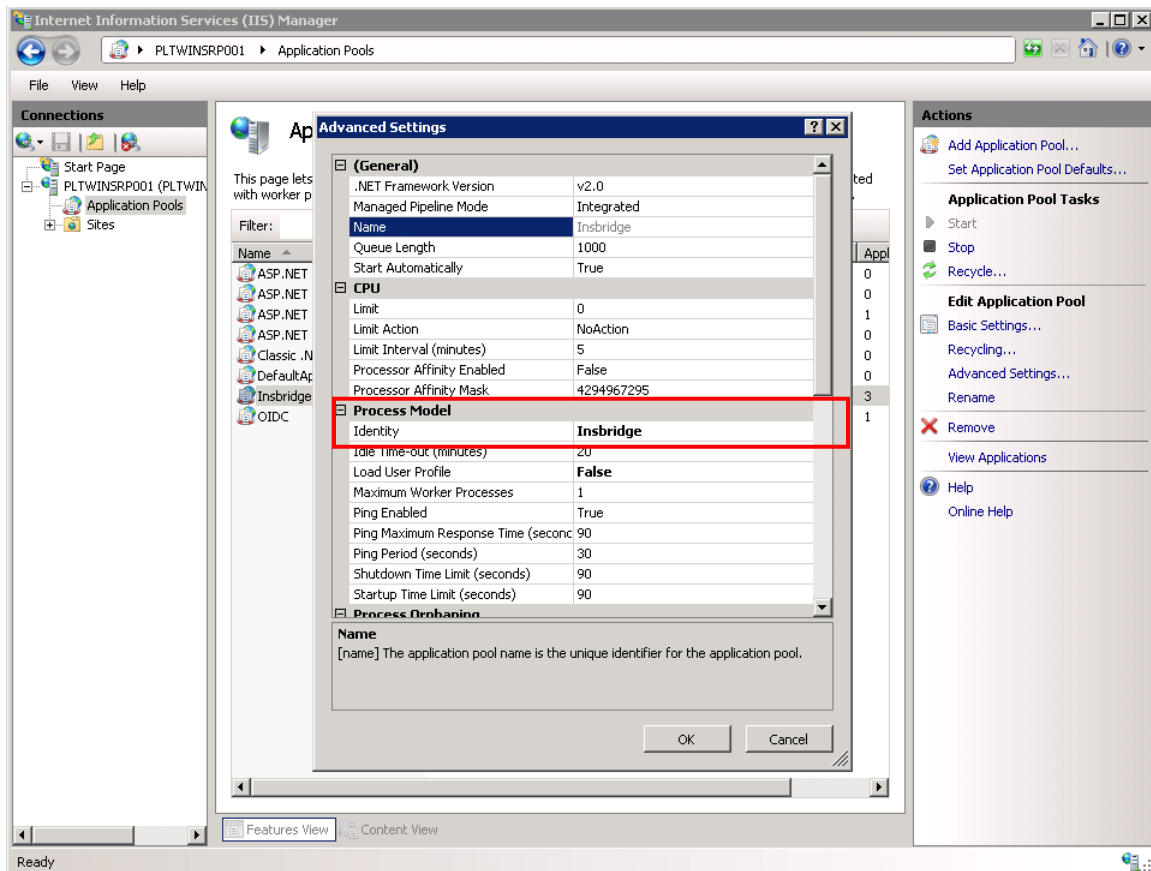 Internet Information Services (IIS) Manager
PLTWINSRP001 Application Pools
File View Help
Connections
Start Page
PLTWINSRP001 (PLTWIN
Application Pools
Sites
Ap
This page lets
with worker p
ted
Filter:
Name
Appl
ASP.NET 0
ASP.NET 0
ASP.NET 1
ASP.NET 0
Classic .N 0
DefaultAp 0
Insbridge 3
OIDC 1
Advanced Settings
(General)
.NET Framework Version v2.0
Managed Pipeline Mode Integrated
Name Insbridge
Queue Length 1000
Start Automatically True
CPU
Limit 0
Limit Action NoAction
Limit Interval (minutes) 5
Processor Affinity Enabled False
Processor Affinity Mask 4294967295
Process Model
Identity Insbridge
Idle Time-out (minutes) 20
Load User Profile False
Maximum Worker Processes 1
Ping Enabled True
Ping Maximum Response Time (second 90
Ping Period (seconds) 30
Shutdown Time Limit (seconds) 90
Startup Time Limit (seconds) 90
Process Orphaning
Name
[name] The application pool name is the unique identifier for the application pool.
OK Cancel
Features View Content View
Actions
Add Application Pool...
Set Application Pool Defaults...
Application Pool Tasks
Start
Stop
Recycle...
Edit Application Pool
Basic Settings...
Recycling...
Advanced Settings...
Rename
Remove
View Applications
Help
Online Help
Ready